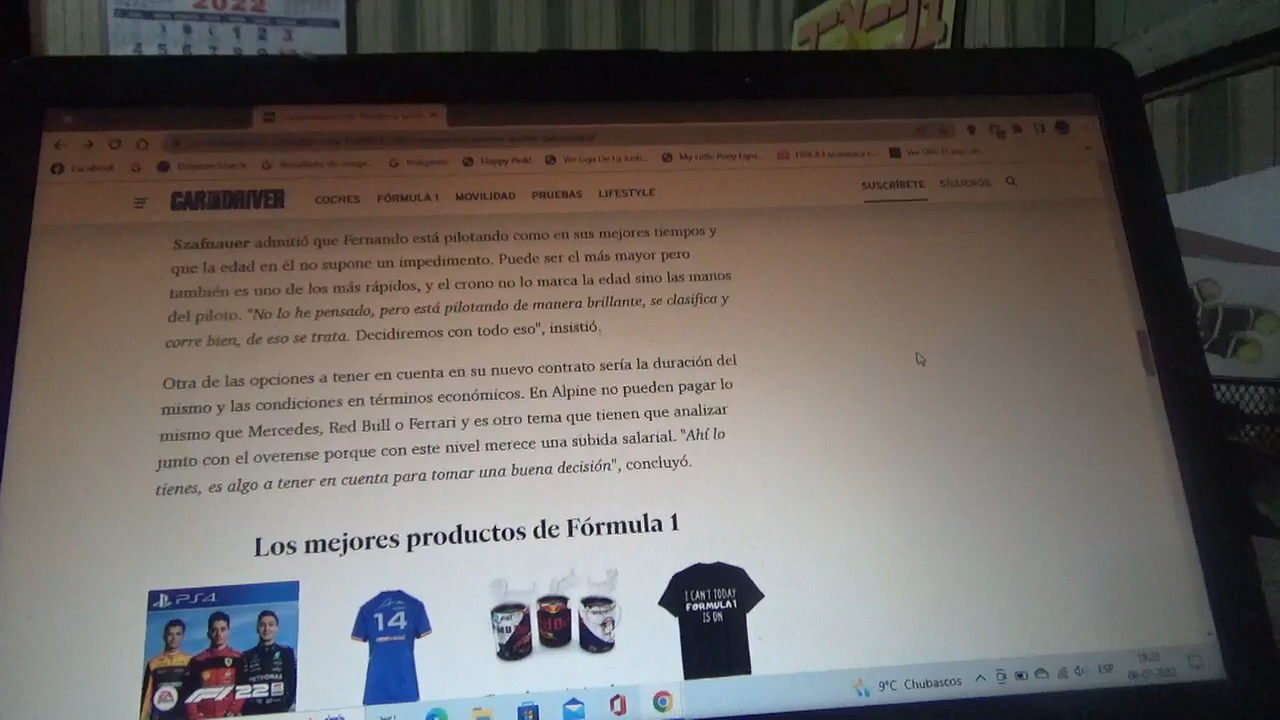 2022
Facebook
Happy Pink!
CAR AND DRIVER
COCHES FÓRMULA 1 MOVILIDAD PRUEBAS LIFESTYLE
SUSCRÍBETE SÍGUENOS
Szafnauer admitió que Fernando está pilotando como en sus mejores tiempos y
que la edad en él no supone un impedimento. Puede ser el más mayor pero
también es uno de los más rápidos, y el crono no lo marca la edad sino las manos
del piloto. "No lo he pensado, pero está pilotando de manera brillante, se clasifica y
corre bien, de eso se trata. Decidiremos con todo eso", insistió.
Otra de las opciones a tener en cuenta en su nuevo contrato sería la duración del
mismo y las condiciones en términos económicos. En Alpine no pueden pagar lo
mismo que Mercedes, Red Bull o Ferrari y es otro tema que tienen que analizar
junto con el overense porque con este nivel merece una subida salarial. "Ahí lo
tienes, es algo a tener en cuenta para tomar una buena decisión", concluyó.
Los mejores productos de Fórmula 1
PS4
14
I CAN'T TODAY
FORMULA 1
IS ON
PETRONAS
EA
F1 22
9°C Chubascos
ESP